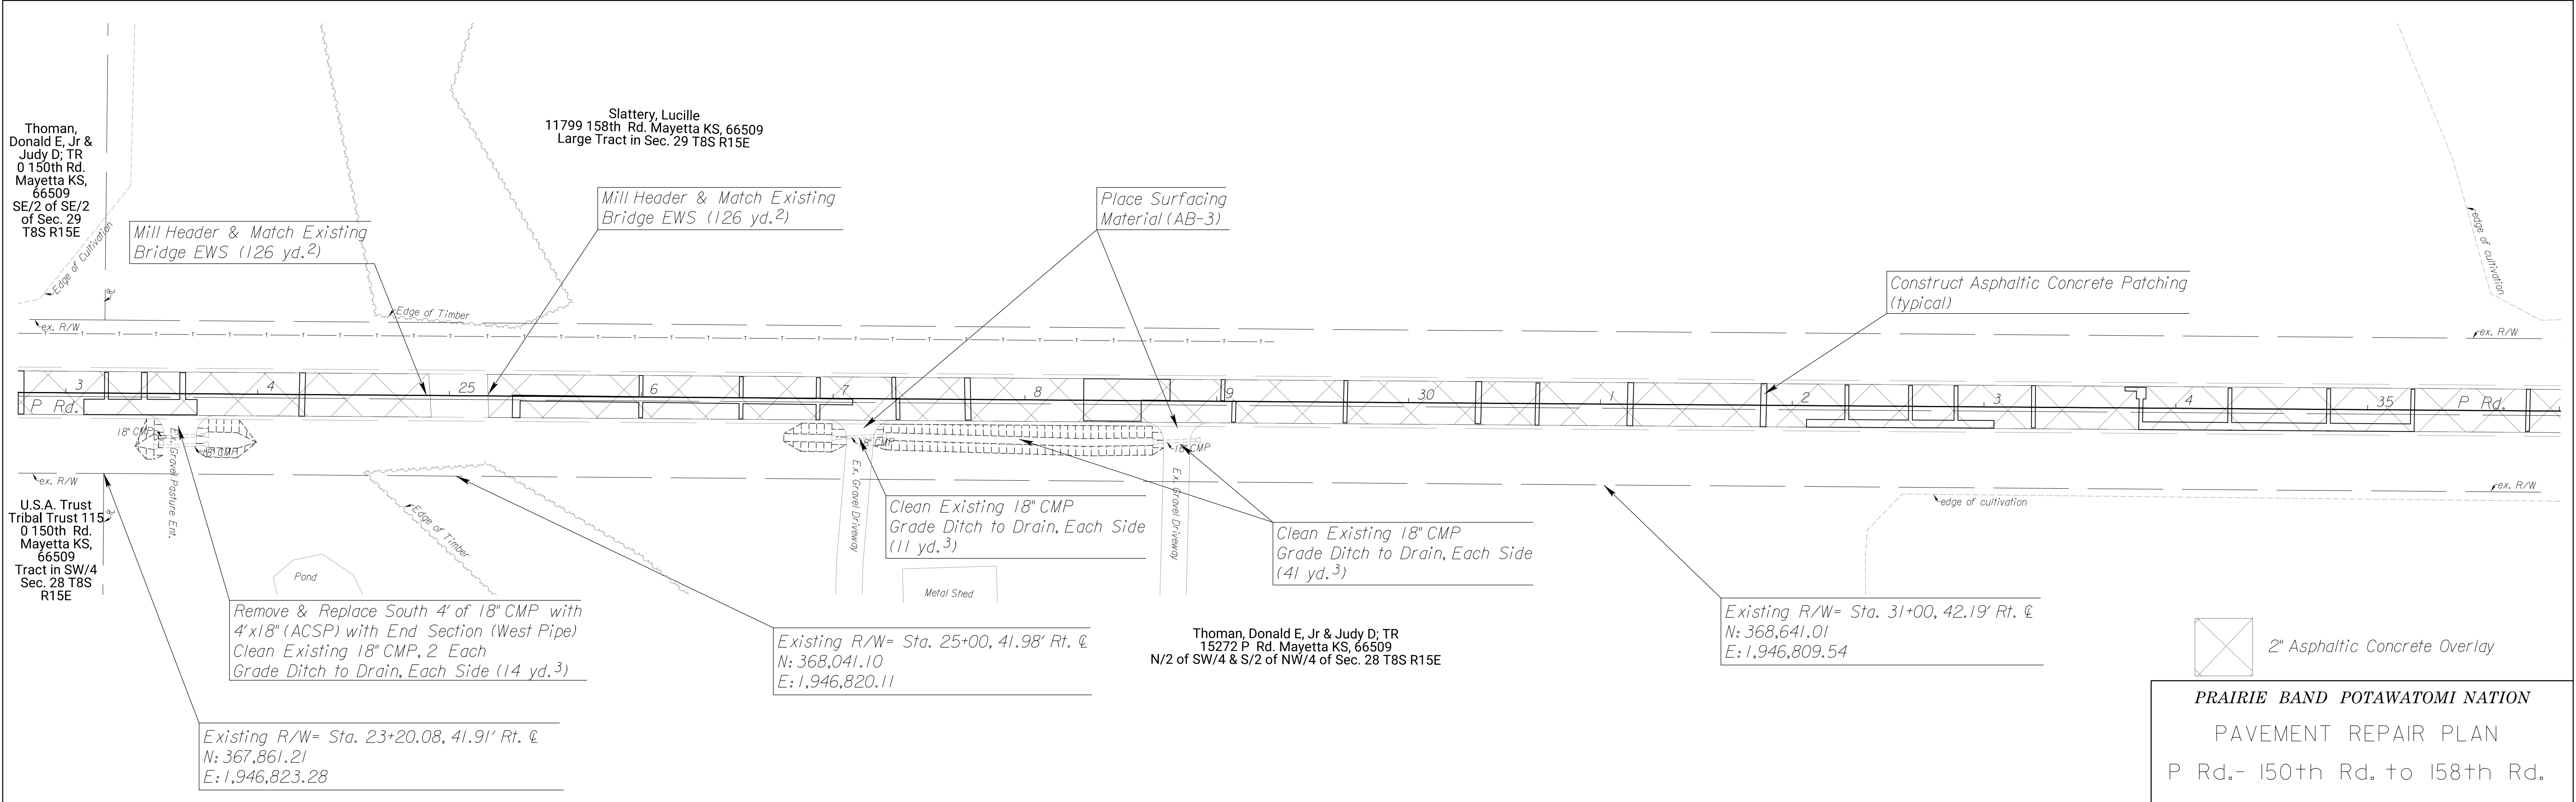 Thoman,
Donald E, Jr &
Judy D; TR
0 150th Rd.
Mayetta KS,
66509
SE/2 of SE/2
of Sec. 29
T8S R15E
Edge of Cultivation
℄
Slattery, Lucille
11799 158th Rd. Mayetta KS, 66509
Large Tract in Sec. 29 T8S R15E
Mill Header & Match Existing
Bridge EWS (126 yd.²)
Mill Header & Match Existing
Bridge EWS (126 yd.²)
Place Surfacing
Material (AB-3)
Construct Asphaltic Concrete Patching
(typical)
edge of cultivation
Edge of Timber
ex. R/W
ex. R/W
T T T T T T T T T T T T T T T T T T T T T T T T T T T T T T
3 4 25 6 7 8 9 30 1 2 3 4 35
P Rd.
P Rd.
18" CMP
18" CMP
18" CMP
18" CMP
Ex. Gravel Pasture Ent.
Ex. Gravel Driveway
Ex. Gravel Driveway
ex. R/W
ex. R/W
U.S.A. Trust
Tribal Trust 115
0 150th Rd.
Mayetta KS,
66509
Tract in SW/4
Sec. 28 T8S
R15E
℄
Edge of Timber
Pond
Metal Shed
edge of cultivation
Clean Existing 18" CMP
Grade Ditch to Drain, Each Side
(11 yd.³)
Clean Existing 18" CMP
Grade Ditch to Drain, Each Side
(41 yd.³)
Remove & Replace South 4' of 18" CMP with
4'x18" (ACSP) with End Section (West Pipe)
Clean Existing 18" CMP, 2 Each
Grade Ditch to Drain, Each Side (14 yd.³)
Existing R/W= Sta. 25+00, 41.98' Rt. ℄
N: 368,041.10
E: 1,946,820.11
Thoman, Donald E, Jr & Judy D; TR
15272 P Rd. Mayetta KS, 66509
N/2 of SW/4 & S/2 of NW/4 of Sec. 28 T8S R15E
Existing R/W= Sta. 31+00, 42.19' Rt. ℄
N: 368,641.01
E: 1,946,809.54
Existing R/W= Sta. 23+20.08, 41.91' Rt. ℄
N: 367,861.21
E: 1,946,823.28
2" Asphaltic Concrete Overlay
PRAIRIE BAND POTAWATOMI NATION
PAVEMENT REPAIR PLAN
P Rd.- 150th Rd. to 158th Rd.